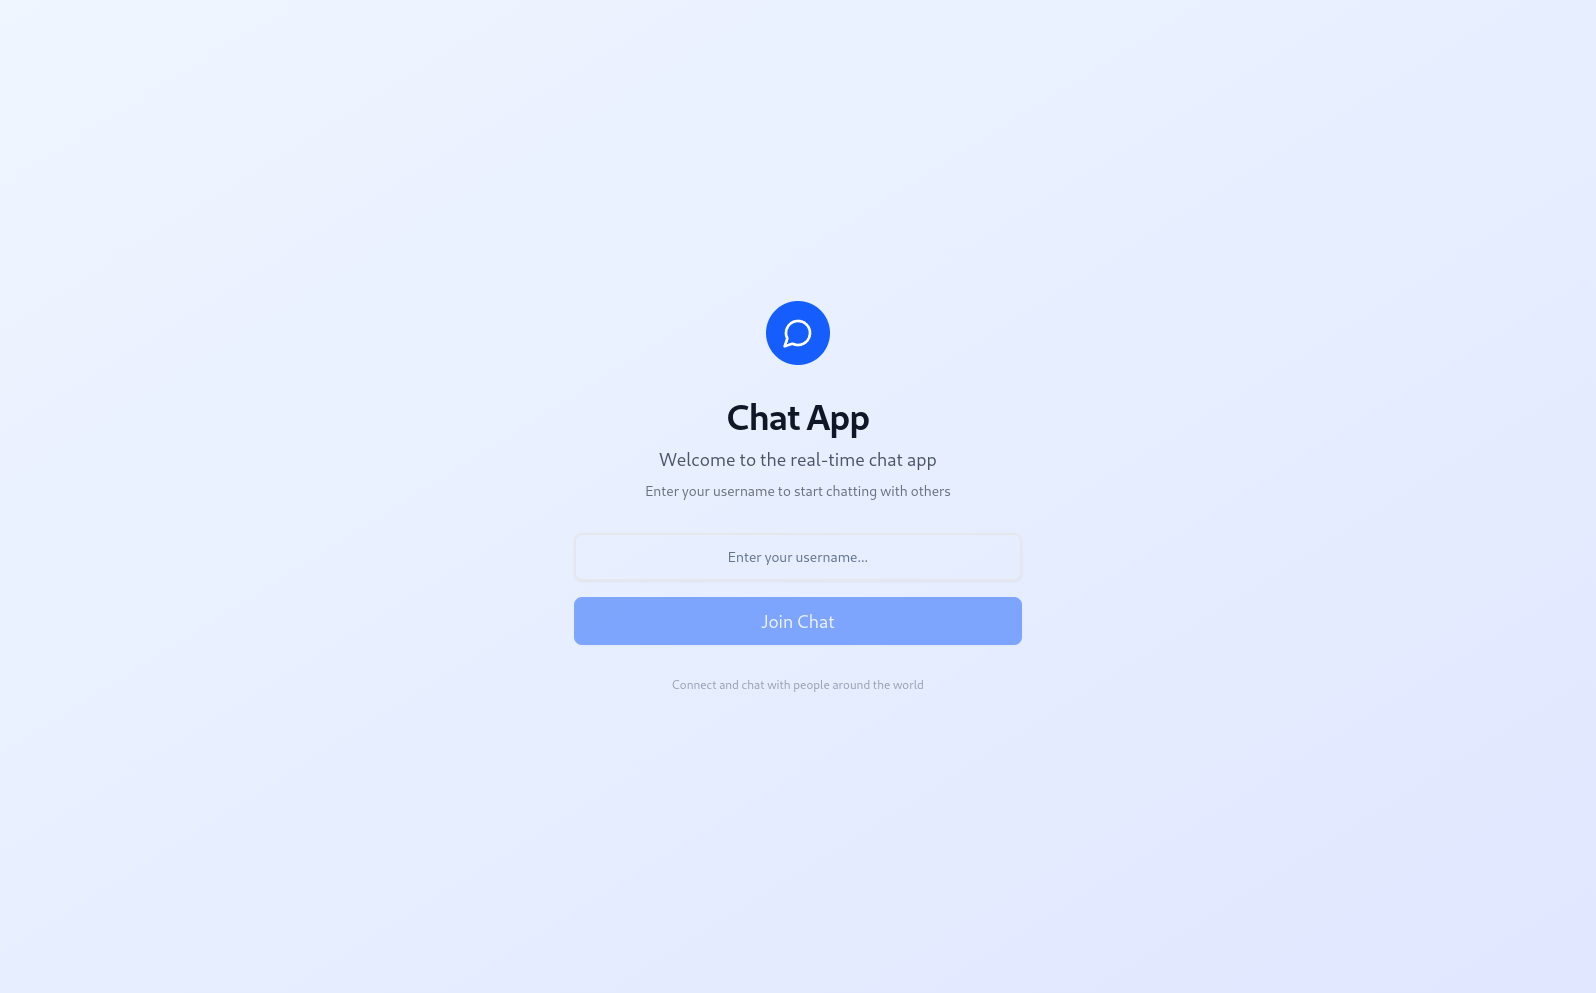 Chat App
Welcome to the real-time chat app
Enter your username to start chatting with others
Enter your username...
Join Chat
Connect and chat with people around the world